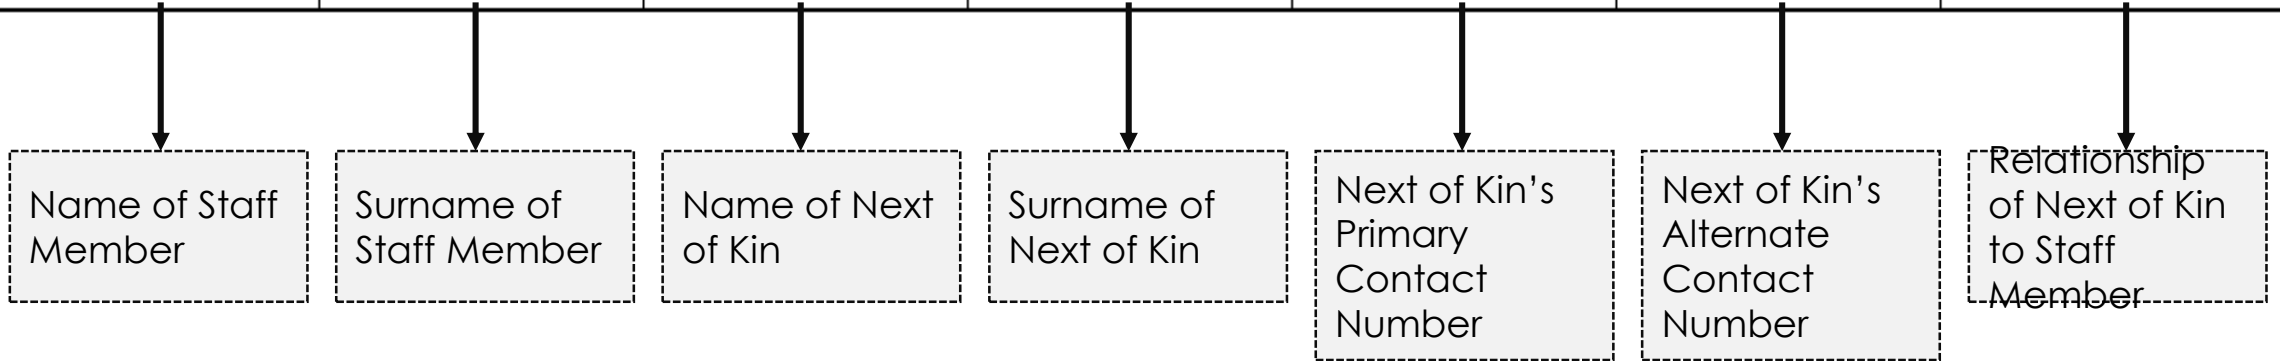 Name of Staff
Member
Surname of
Staff Member
Name of Next
of Kin
Surname of
Next of Kin
Next of Kin’s
Primary
Contact
Number
Next of Kin’s
Alternate
Contact
Number
Relationship
of Next of Kin
to Staff
Member